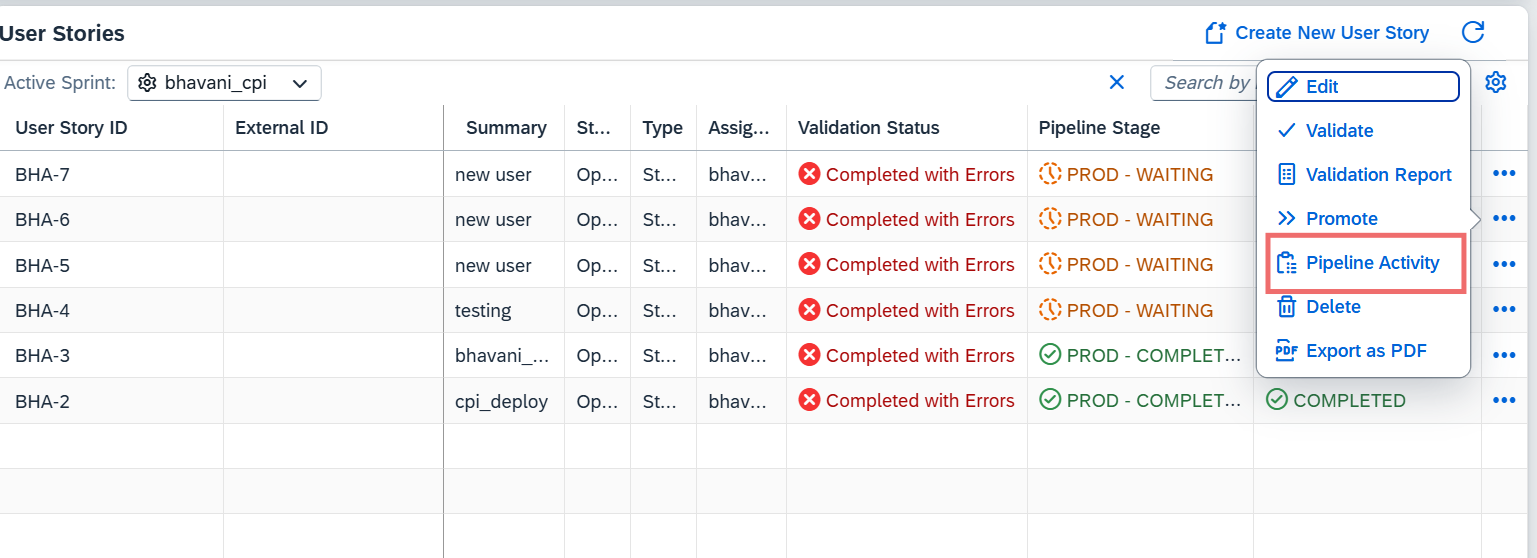 User Stories
Create New User Story
Active Sprint: bhavani_cpi
Search by
User Story ID External ID Summary St... Type Assig... Validation Status Pipeline Stage
BHA-7 new user Op... St... bhav... Completed with Errors PROD - WAITING
BHA-6 new user Op... St... bhav... Completed with Errors PROD - WAITING
BHA-5 new user Op... St... bhav... Completed with Errors PROD - WAITING
BHA-4 testing Op... St... bhav... Completed with Errors PROD - WAITING
BHA-3 bhavani_... Op... St... bhav... Completed with Errors PROD - COMPLET...
BHA-2 cpi_deploy Op... St... bhav... Completed with Errors PROD - COMPLET... COMPLETED
Edit
Validate
Validation Report
Promote
Pipeline Activity
Delete
PDF Export as PDF